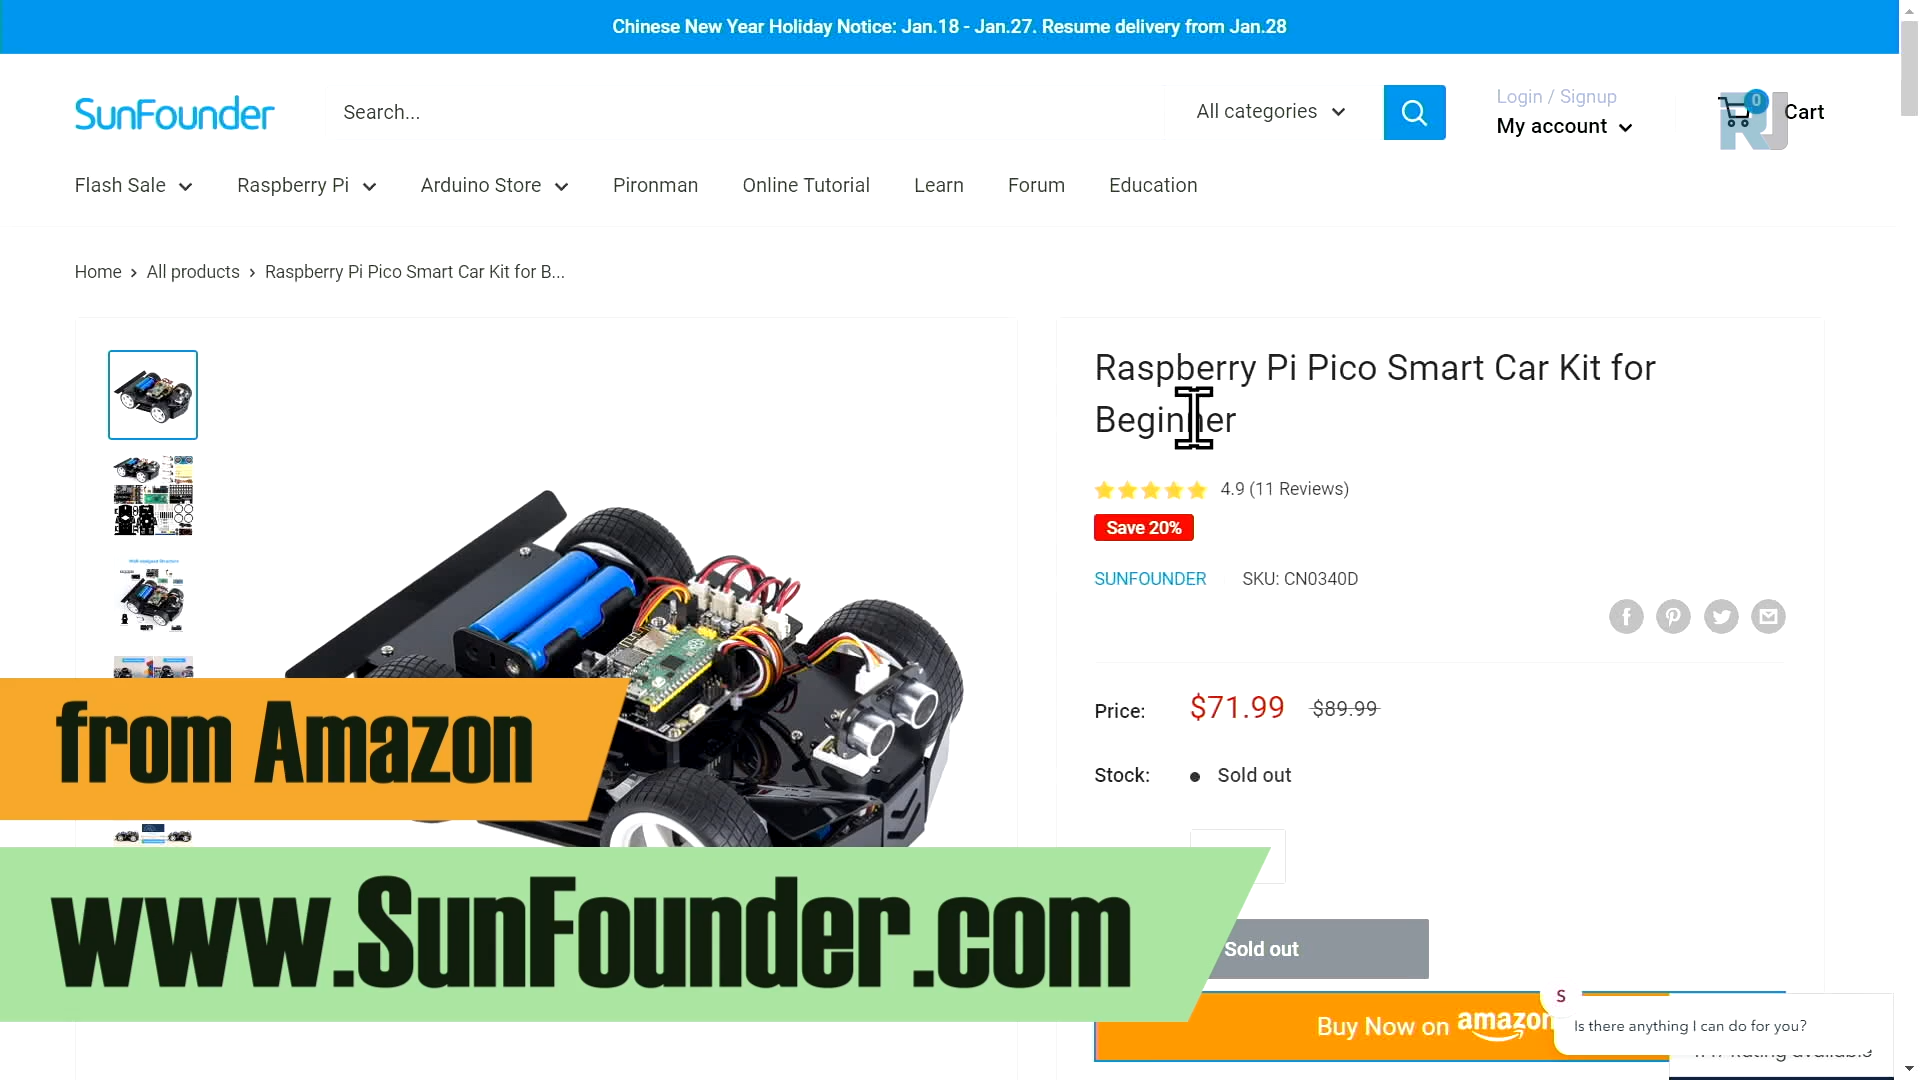 Chinese New Year Holiday Notice: Jan.18 - Jan.27. Resume delivery from Jan.28
SunFounder
Search...
All categories
Login / Signup
My account
0
Cart
RJ
Flash Sale
Raspberry Pi
Arduino Store
Pironman
Online Tutorial
Learn
Forum
Education
Home > All products > Raspberry Pi Pico Smart Car Kit for B...
Raspberry Pi Pico Smart Car Kit for
Beginner
4.9 (11 Reviews)
Save 20%
SUNFOUNDER
SKU: CN0340D
Price: $71.99 $89.99
Stock: Sold out
from Amazon
www.SunFounder.com
Sold out
Buy Now on amazon
S
Is there anything I can do for you?